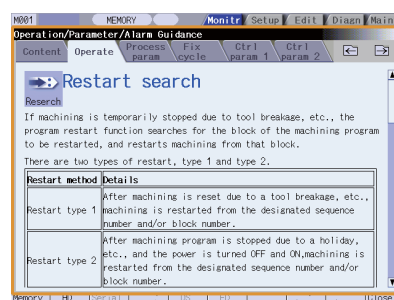 M001 MEMORY Monitr Setup Edit Diagn Main
Operation/Parameter/Alarm Guidance
Content Operate Process param Fix cycle Ctrl param 1 Ctrl param 2
Restart search
Reserch
If machining is temporarily stopped due to tool breakage, etc., the
program restart function searches for the block of the machining program
to be restarted, and restarts machining from that block.
There are two types of restart, type 1 and type 2.
Restart method Details
Restart type 1 After machining is reset due to a tool breakage, etc.,
machining is restarted from the designated sequence
number and/or block number.
Restart type 2 After machining program is stopped due to a holiday,
etc., and the power is turned OFF and ON,machining is
restarted from the designated sequence number and/or
block number.
Memory HD Serial DS FD Close